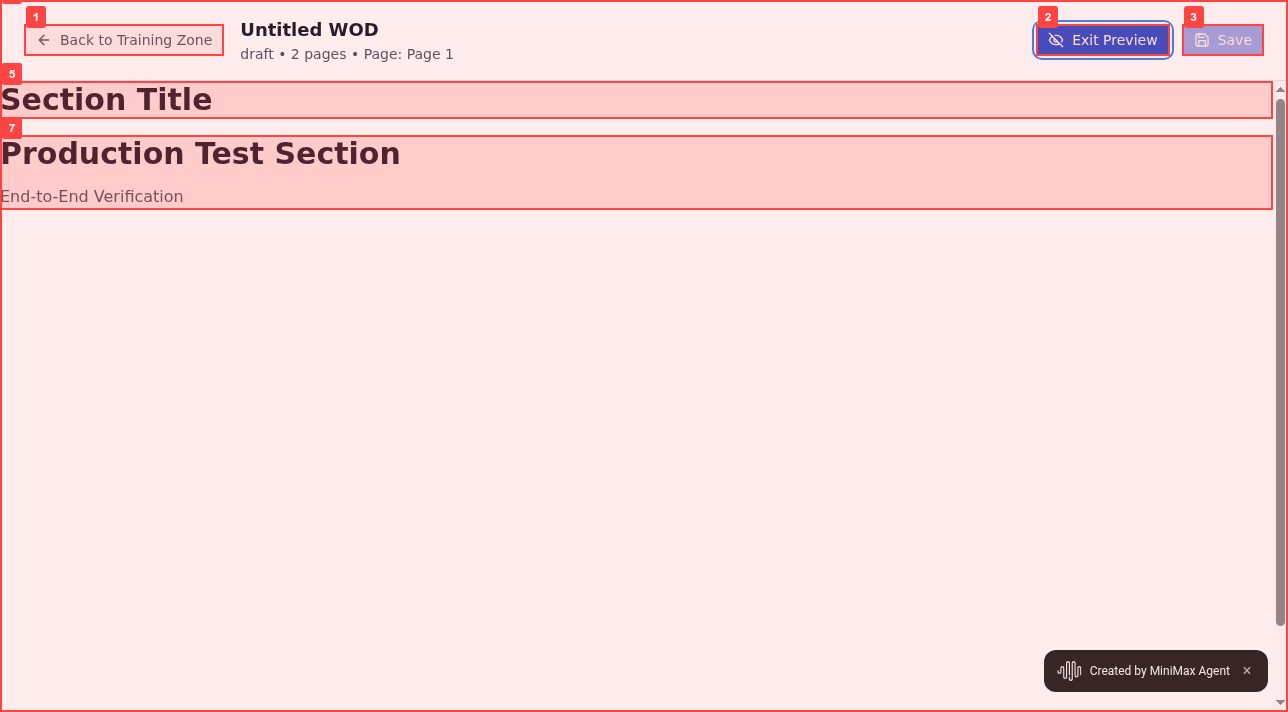 1
Back to Training Zone
Untitled WOD
draft • 2 pages • Page: Page 1
2
Exit Preview
3
Save
5
Section Title
7
Production Test Section
End-to-End Verification
Created by MiniMax Agent ×